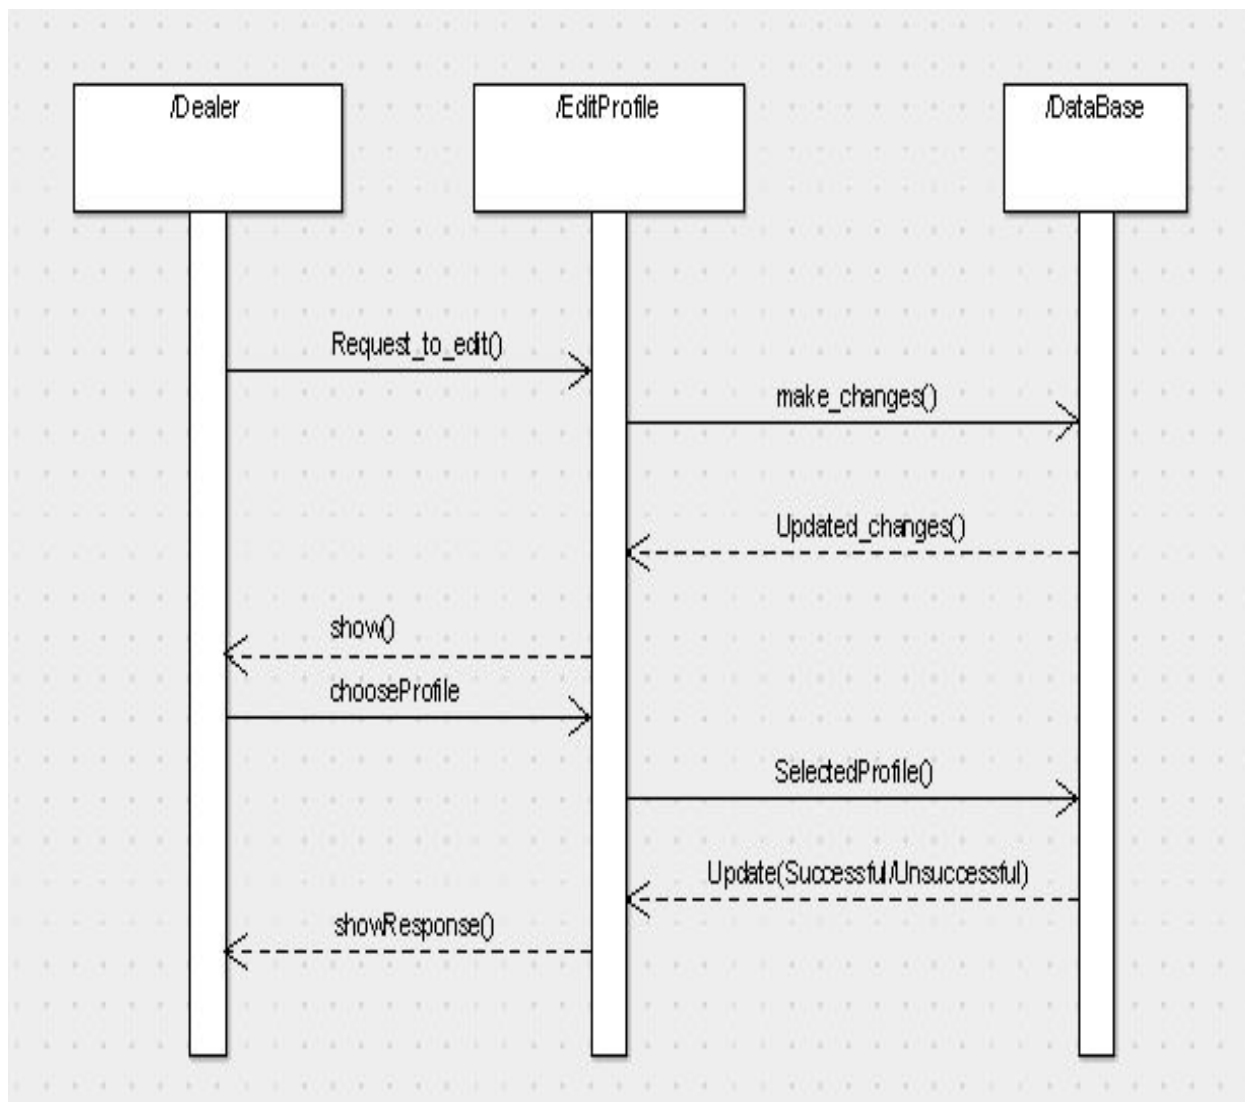 /Dealer
/EditProfile
/DataBase
Request_to_edit()
make_changes()
Updated_changes()
show()
chooseProfile
SelectedProfile()
Update(Successful/Unsuccessful)
showResponse()